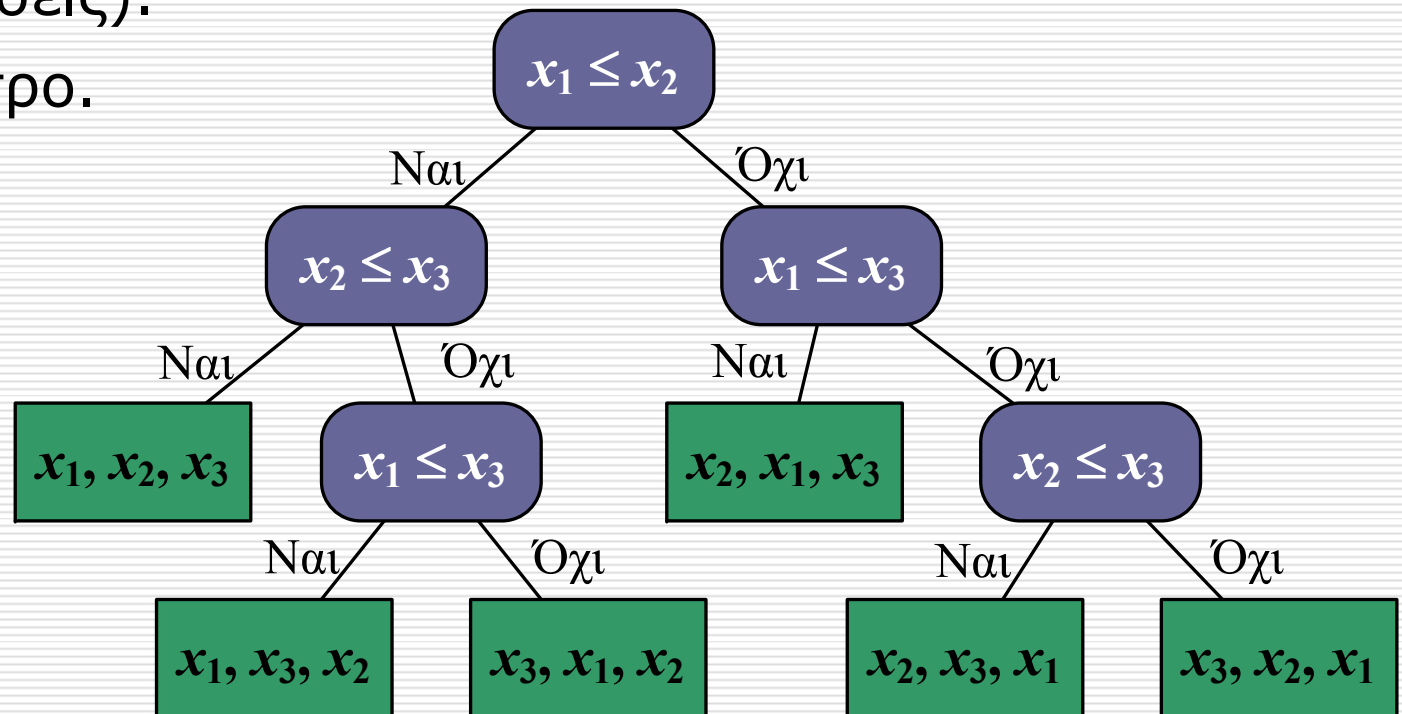 x₁ ≤ x₂
Ναι Όχι
x₂ ≤ x₃ x₁ ≤ x₃
Ναι Όχι Ναι Όχι
x₁, x₂, x₃ x₁ ≤ x₃ x₂, x₁, x₃ x₂ ≤ x₃
Ναι Όχι Ναι Όχι
x₁, x₃, x₂ x₃, x₁, x₂ x₂, x₃, x₁ x₃, x₂, x₁